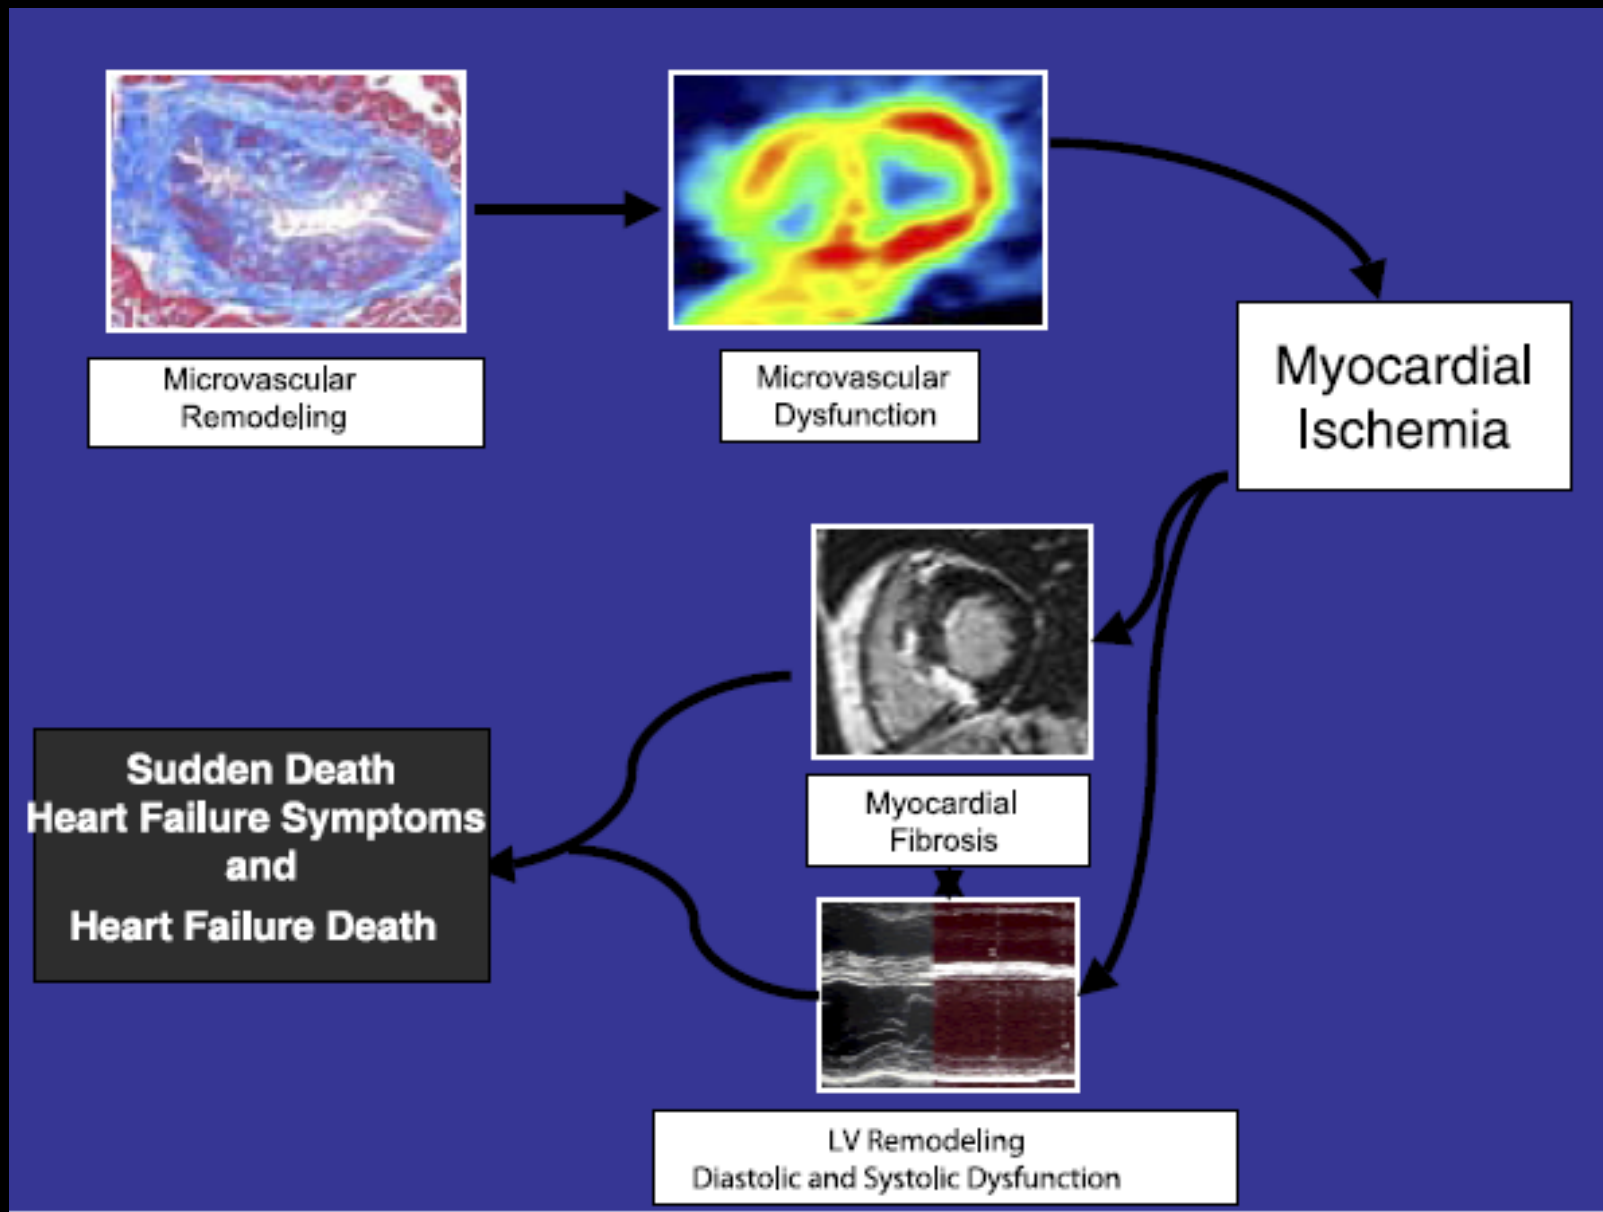 Microvascular
Remodeling
Microvascular
Dysfunction
Myocardial
Ischemia
Myocardial
Fibrosis
Sudden Death
Heart Failure Symptoms
and
Heart Failure Death
LV Remodeling
Diastolic and Systolic Dysfunction